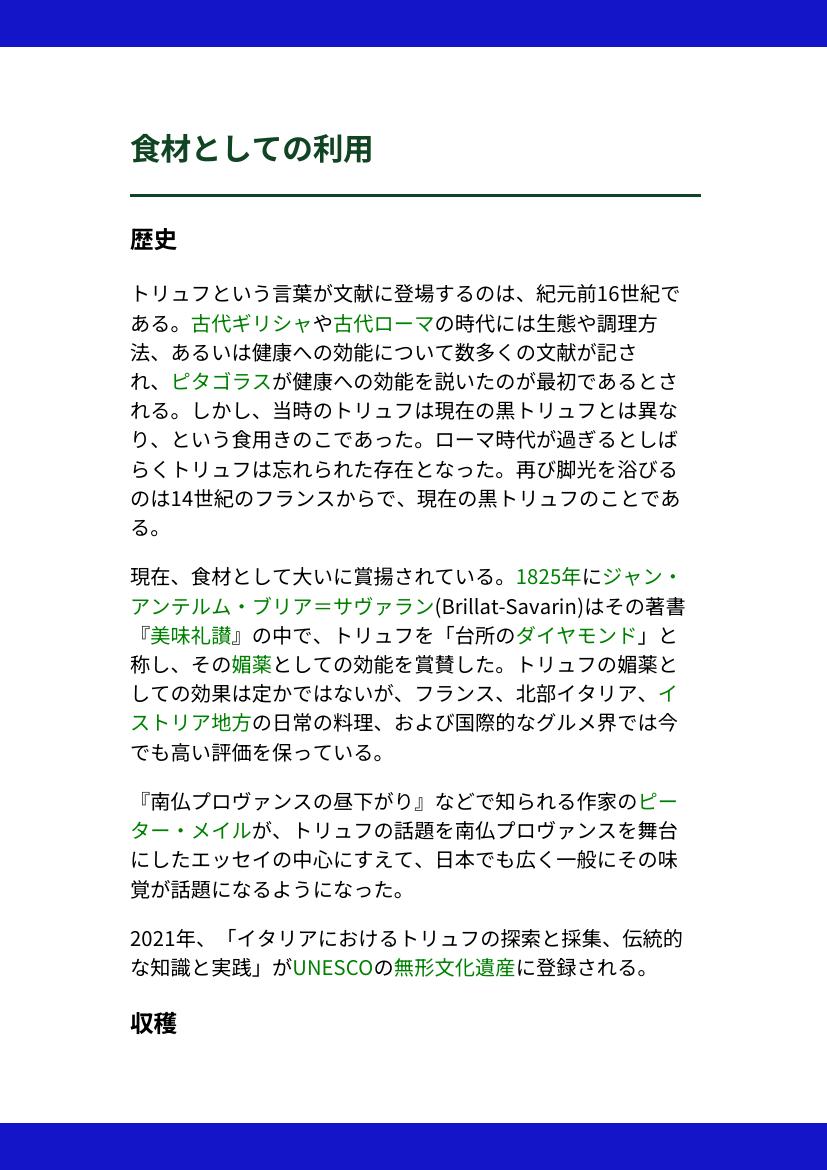 食材としての利用
歴史
トリュフという言葉が文献に登場するのは、紀元前16世紀で
ある。古代ギリシャや古代ローマの時代には生態や調理方
法、あるいは健康への効能について数多くの文献が記さ
れ、ピタゴラスが健康への効能を説いたのが最初であるとさ
れる。しかし、当時のトリュフは現在の黒トリュフとは異な
り、という食用きのこであった。ローマ時代が過ぎるとしば
らくトリュフは忘れられた存在となった。再び脚光を浴びる
のは14世紀のフランスからで、現在の黒トリュフのことであ
る。
現在、食材として大いに賞揚されている。1825年にジャン・
アンテルム・ブリア＝サヴァラン(Brillat-Savarin)はその著書
『美味礼讃』の中で、トリュフを「台所のダイヤモンド」と
称し、その媚薬としての効能を賞賛した。トリュフの媚薬と
しての効果は定かではないが、フランス、北部イタリア、イ
ストリア地方の日常の料理、および国際的なグルメ界では今
でも高い評価を保っている。
『南仏プロヴァンスの昼下がり』などで知られる作家のピー
ター・メイルが、トリュフの話題を南仏プロヴァンスを舞台
にしたエッセイの中心にすえて、日本でも広く一般にその味
覚が話題になるようになった。
2021年、「イタリアにおけるトリュフの探索と採集、伝統的
な知識と実践」がUNESCOの無形文化遺産に登録される。
収穫